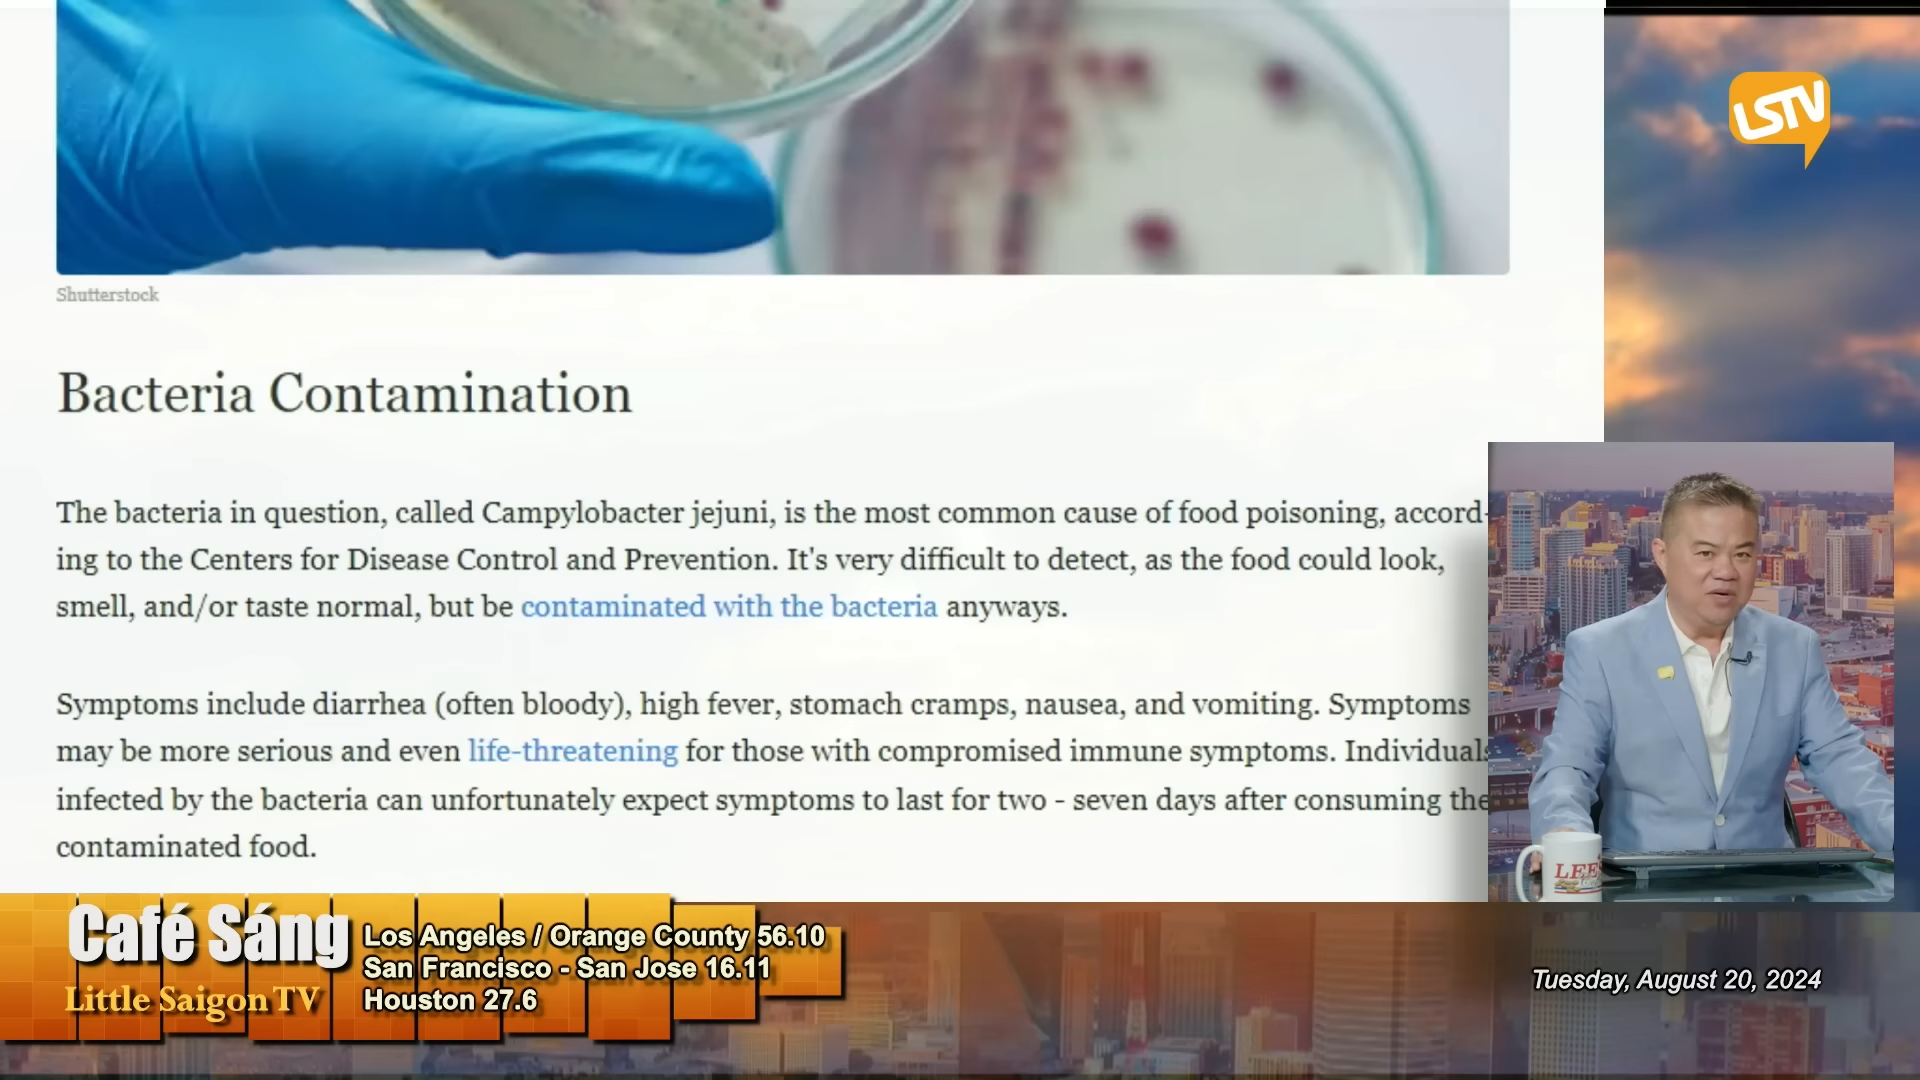 LSTV
Shutterstock
Bacteria Contamination
The bacteria in question, called Campylobacter jejuni, is the most common cause of food poisoning, accord-
ing to the Centers for Disease Control and Prevention. It's very difficult to detect, as the food could look,
smell, and/or taste normal, but be contaminated with the bacteria anyways.
Symptoms include diarrhea (often bloody), high fever, stomach cramps, nausea, and vomiting. Symptoms
may be more serious and even life-threatening for those with compromised immune symptoms. Individuals
infected by the bacteria can unfortunately expect symptoms to last for two - seven days after consuming the
contaminated food.
LEE'S
Café Sáng
Little Saigon TV
Los Angeles / Orange County 56.10
San Francisco - San Jose 16.11
Houston 27.6
Tuesday, August 20, 2024